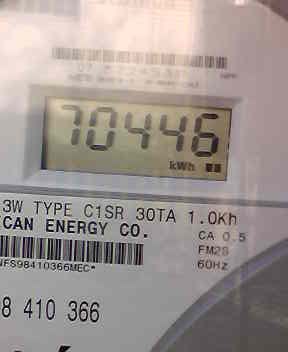 70446
kWh
3W TYPE C1SR 30TA 1.0Kh
CAN ENERGY CO.
CA 0.5
FM2S
NFS98410366MEC*
60Hz
8 410 366